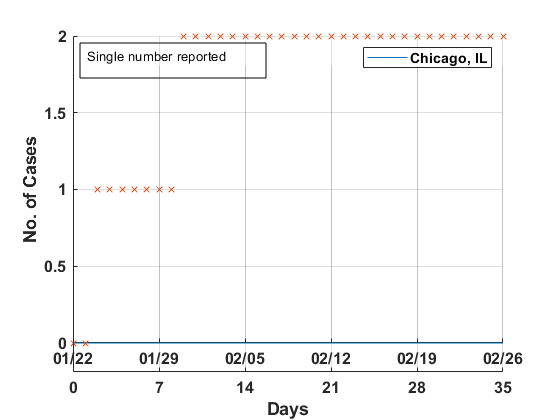 2
Single number reported
Chicago, IL
1.5
No. of Cases
1
0.5
0
01/22 01/29 02/05 02/12 02/19 02/26
0 7 14 21 28 35
Days